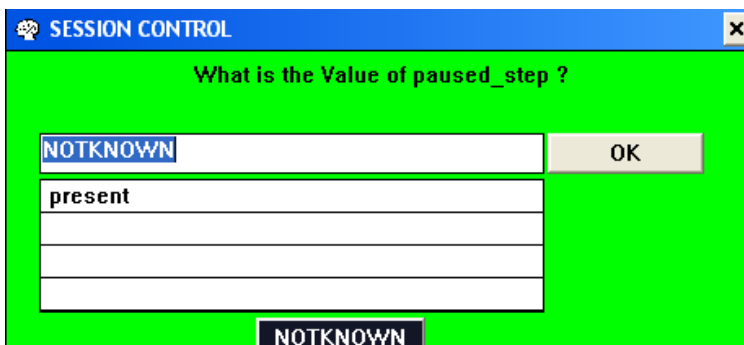 SESSION CONTROL
What is the Value of paused_step ?
NOTKNOWN
OK
present
NOTKNOWN